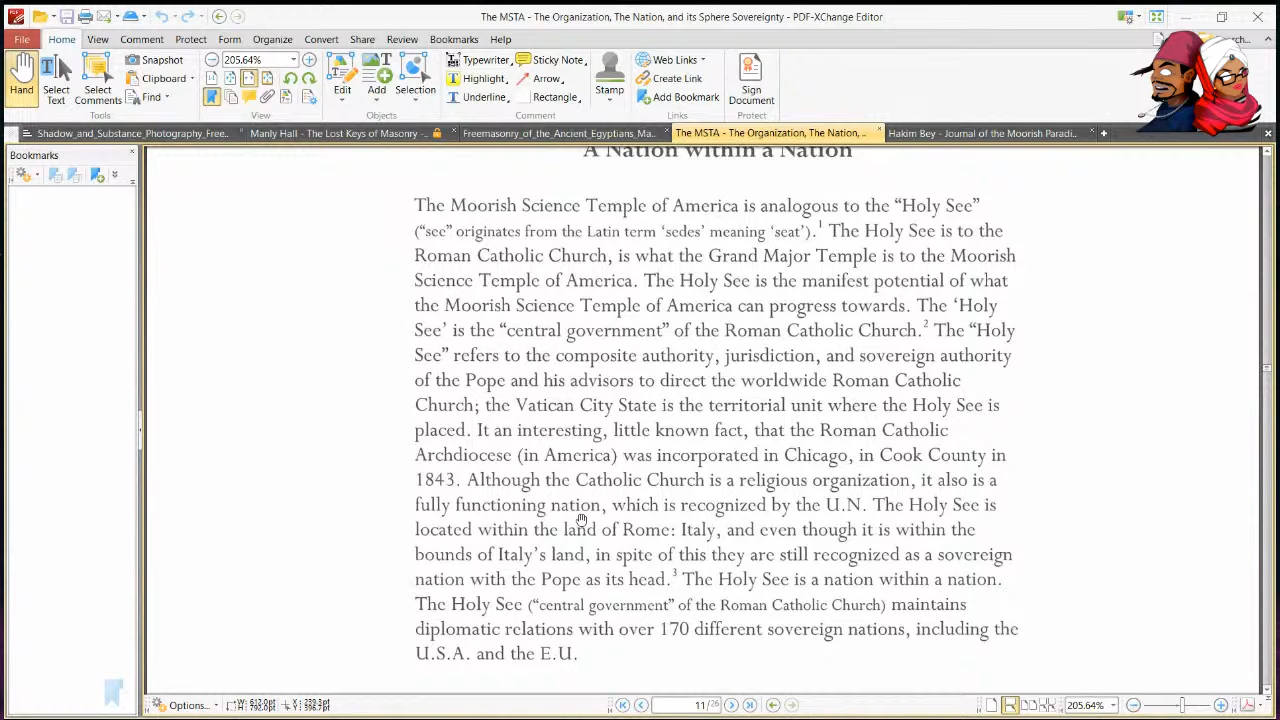 The MSTA - The Organization, The Nation, and its Sphere Sovereignty - PDF-XChange Editor
File Home View Comment Protect Form Organize Convert Share Review Bookmarks Help
Hand
Select Text
Select Comments
Snapshot
Clipboard
Find
Tools
205.64%
View
Edit
Add
Selection
Objects
Typewriter
Highlight
Underline
Sticky Note
Arrow
Rectangle
Stamp
Comment
Web Links
Create Link
Add Bookmark
Links
Sign Document
Protect
Shadow_and_Substance_Photography_Free...
Manly Hall - The Lost Keys of Masonry -
Freemasonry_of_the_Ancient_Egyptians_Ma...
The MSTA - The Organization, The Nation, ...
Hakim Bey - Journal of the Moorish Paradi...
Bookmarks
A Nation within a Nation
The Moorish Science Temple of America is analogous to the “Holy See”
(“see” originates from the Latin term ‘sedes’ meaning ‘seat’).1 The Holy See is to the
Roman Catholic Church, is what the Grand Major Temple is to the Moorish
Science Temple of America. The Holy See is the manifest potential of what
the Moorish Science Temple of America can progress towards. The ‘Holy
See’ is the “central government” of the Roman Catholic Church.2 The “Holy
See” refers to the composite authority, jurisdiction, and sovereign authority
of the Pope and his advisors to direct the worldwide Roman Catholic
Church; the Vatican City State is the territorial unit where the Holy See is
placed. It an interesting, little known fact, that the Roman Catholic
Archdiocese (in America) was incorporated in Chicago, in Cook County in
1843. Although the Catholic Church is a religious organization, it also is a
fully functioning nation, which is recognized by the U.N. The Holy See is
located within the land of Rome: Italy, and even though it is within the
bounds of Italy’s land, in spite of this they are still recognized as a sovereign
nation with the Pope as its head.3 The Holy See is a nation within a nation.
The Holy See (“central government” of the Roman Catholic Church) maintains
diplomatic relations with over 170 different sovereign nations, including the
U.S.A. and the E.U.
Options...
11 / 26
205.64%